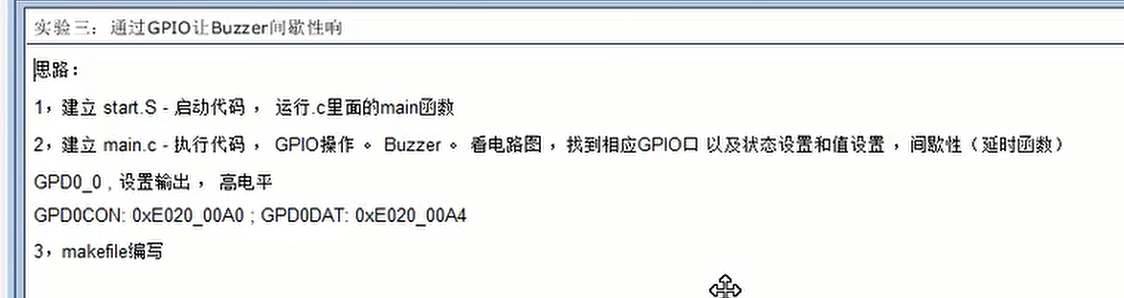 实验三：通过GPIO让Buzzer间歇性响
思路：
1，建立 start.S - 启动代码 ， 运行.c里面的main函数
2，建立 main.c - 执行代码 ， GPIO操作 。 Buzzer 。 看电路图 ，找到相应GPIO口 以及状态设置和值设置 ，间歇性（延时函数）
GPD0_0 , 设置输出 ， 高电平
GPD0CON: 0xE020_00A0 ; GPD0DAT: 0xE020_00A4
3，makefile编写